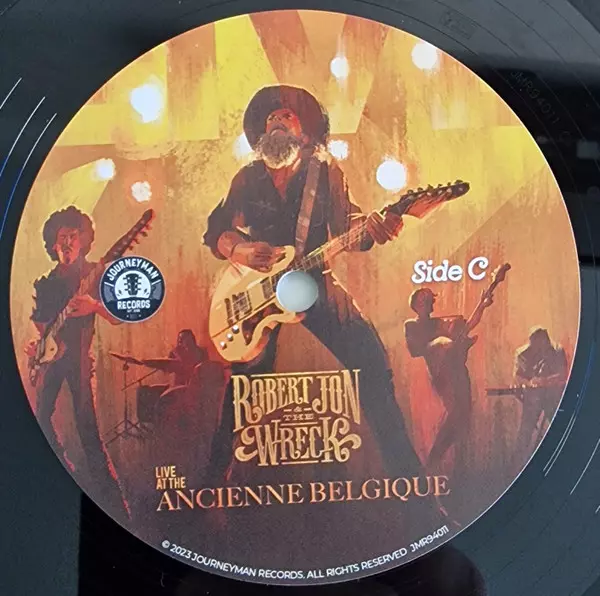 JMR94011 C
Side C
JOURNEYMAN
RECORDS
ROBERT JON
&
THE
WRECK
LIVE
AT THE
ANCIENNE BELGIQUE
© 2023 JOURNEYMAN RECORDS. ALL RIGHTS RESERVED JMR94011